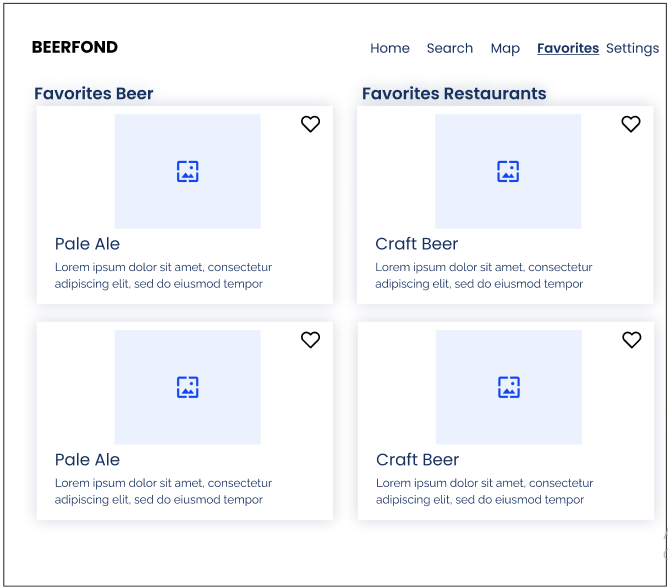 BEERFOND
Home Search Map Favorites Settings
Favorites Beer
Pale Ale
Lorem ipsum dolor sit amet, consectetur
adipiscing elit, sed do eiusmod tempor
Pale Ale
Lorem ipsum dolor sit amet, consectetur
adipiscing elit, sed do eiusmod tempor
Favorites Restaurants
Craft Beer
Lorem ipsum dolor sit amet, consectetur
adipiscing elit, sed do eiusmod tempor
Craft Beer
Lorem ipsum dolor sit amet, consectetur
adipiscing elit, sed do eiusmod tempor